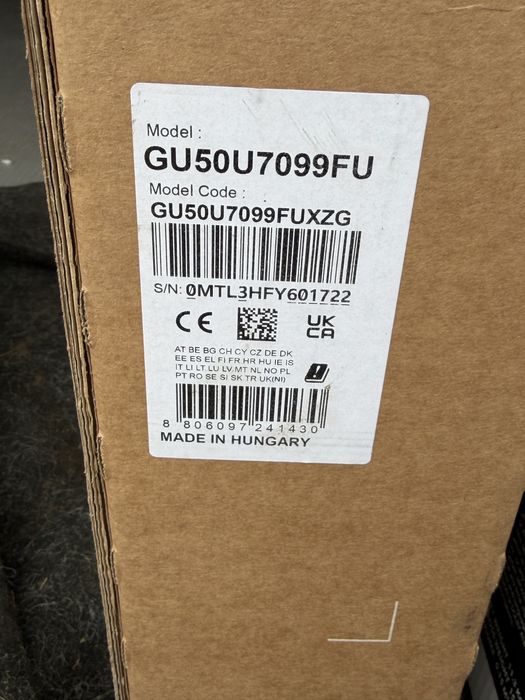 Model :
GU50U7099FU
Model Code :
GU50U7099FUXZG
S/N: 0MTL3HFY601722
CE UK CA
AT BE BG CH CY CZ DE DK
EE ES EL FI FR HR HU IE IS
IT LI LT LU LV MT NL NO PL
PT RO SE SI SK TR UK(NI)
8 806097 241430
MADE IN HUNGARY